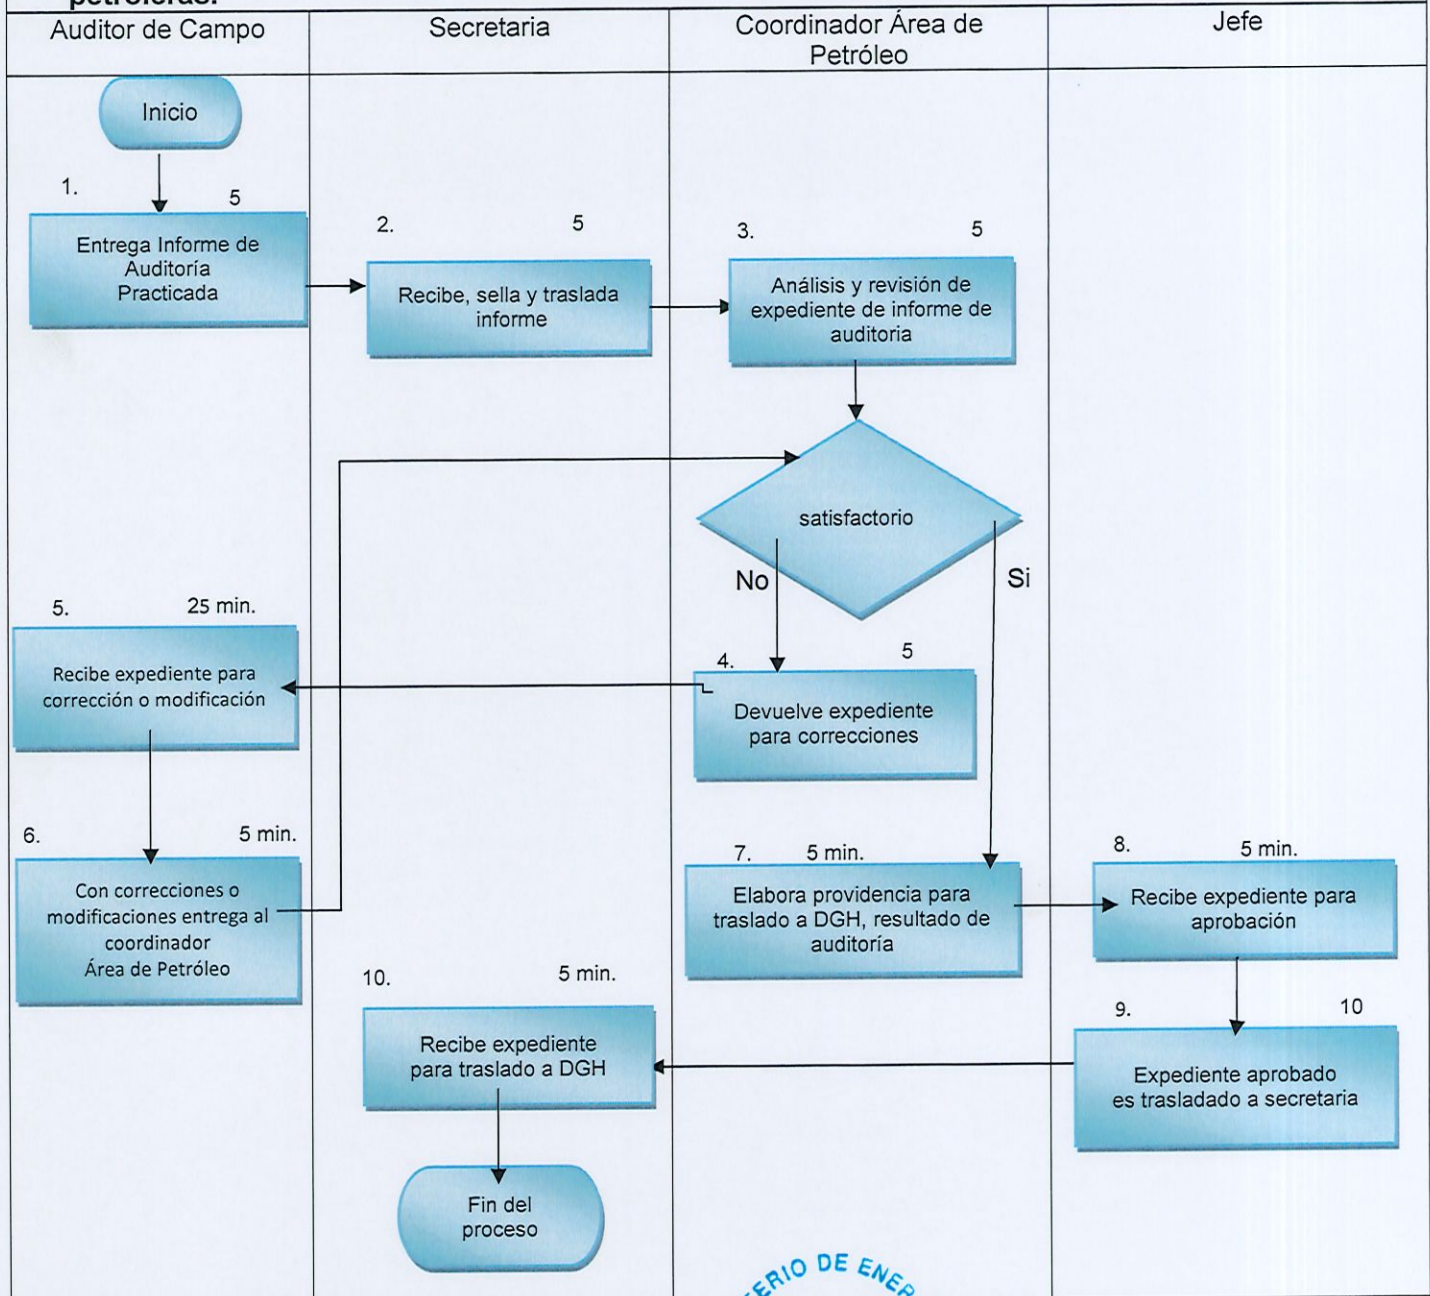 petroleras.
Auditor de Campo
Secretaria
Coordinador Área de
Petróleo
Jefe
Inicio
1.
5
Entrega Informe de
Auditoría
Practicada
2.
5
Recibe, sella y traslada
informe
3.
5
Análisis y revisión de
expediente de informe de
auditoria
satisfactorio
No
Si
4.
5
Devuelve expediente
para correcciones
5.
25 min.
Recibe expediente para
corrección o modificación
6.
5 min.
Con correcciones o
modificaciones entrega al
coordinador
Área de Petróleo
7.
5 min.
Elabora providencia para
traslado a DGH, resultado de
auditoría
8.
5 min.
Recibe expediente para
aprobación
9.
10
Expediente aprobado
es trasladado a secretaria
10.
5 min.
Recibe expediente
para traslado a DGH
Fin del
proceso
DE